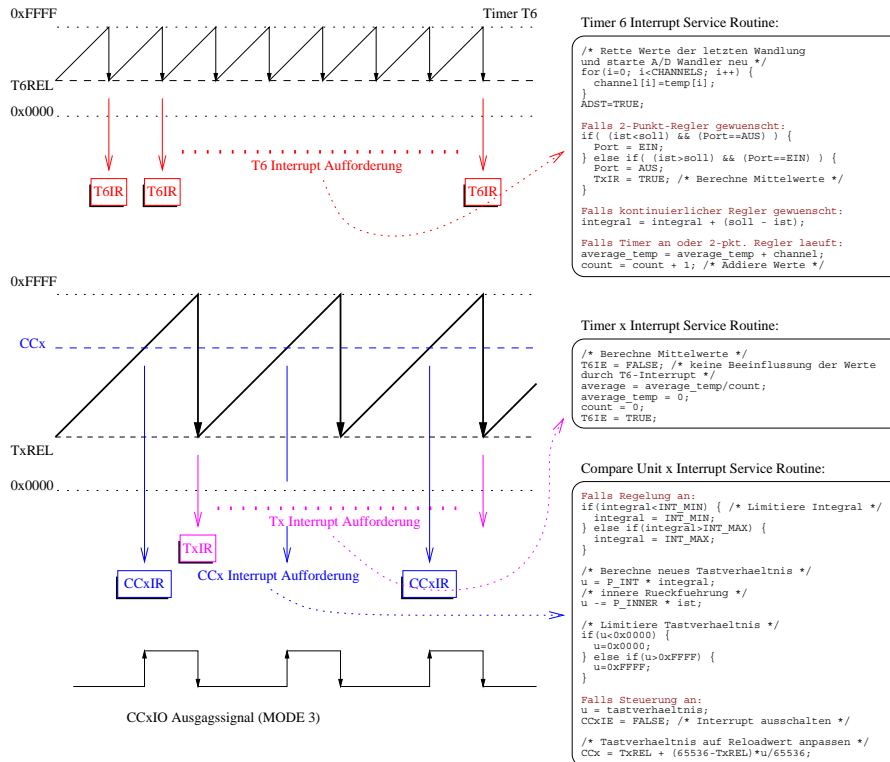 0xFFFF
Timer T6
T6REL
0x0000
T6 Interrupt Aufforderung
T6IR
T6IR
T6IR
0xFFFF
CCx
TxREL
0x0000
Tx Interrupt Aufforderung
TxIR
CCx Interrupt Aufforderung
CCxIR
CCxIR
CCxIO Ausgagssignal (MODE 3)
Timer 6 Interrupt Service Routine:
/* Rette Werte der letzten Wandlung
und starte A/D Wandler neu */
for(i=0; i<CHANNELS; i++) {
channel[i]=temp[i];
}
ADST=TRUE;
Falls 2-Punkt-Regler gewuenscht:
if( (ist<soll) && (Port==AUS) ) {
Port = EIN;
} else if( (ist>soll) && (Port==EIN) ) {
Port = AUS;
TxIR = TRUE; /* Berechne Mittelwerte */
}
Falls kontinuierlicher Regler gewuenscht:
integral = integral + (soll - ist);
Falls Timer an oder 2-pkt. Regler laeuft:
average_temp = average_temp + channel;
count = count + 1; /* Addiere Werte */
Timer x Interrupt Service Routine:
/* Berechne Mittelwerte */
T6IE = FALSE; /* keine Beeinflussung der Werte
durch T6-Interrupt */
average = average_temp/count;
average_temp = 0;
count = 0;
T6IE = TRUE;
Compare Unit x Interrupt Service Routine:
Falls Regelung an:
if(integral<INT_MIN) { /* Limitiere Integral */
integral = INT_MIN;
} else if(integral>INT_MAX) {
integral = INT_MAX;
}
/* Berechne neues Tastverhaeltnis */
u = P_INT * integral;
/* innere Rueckfuehrung */
u -= P_INNER * ist;
/* Limitiere Tastverhaeltnis */
if(u<0x0000) {
u=0x0000;
} else if(u>0xFFFF) {
u=0xFFFF;
}
Falls Steuerung an:
u = tastverhaeltnis;
CCxIE = FALSE; /* Interrupt ausschalten */
/* Tastverhaeltnis auf Reloadwert anpassen */
CCx = TxREL + (65536-TxREL)*u/65536;